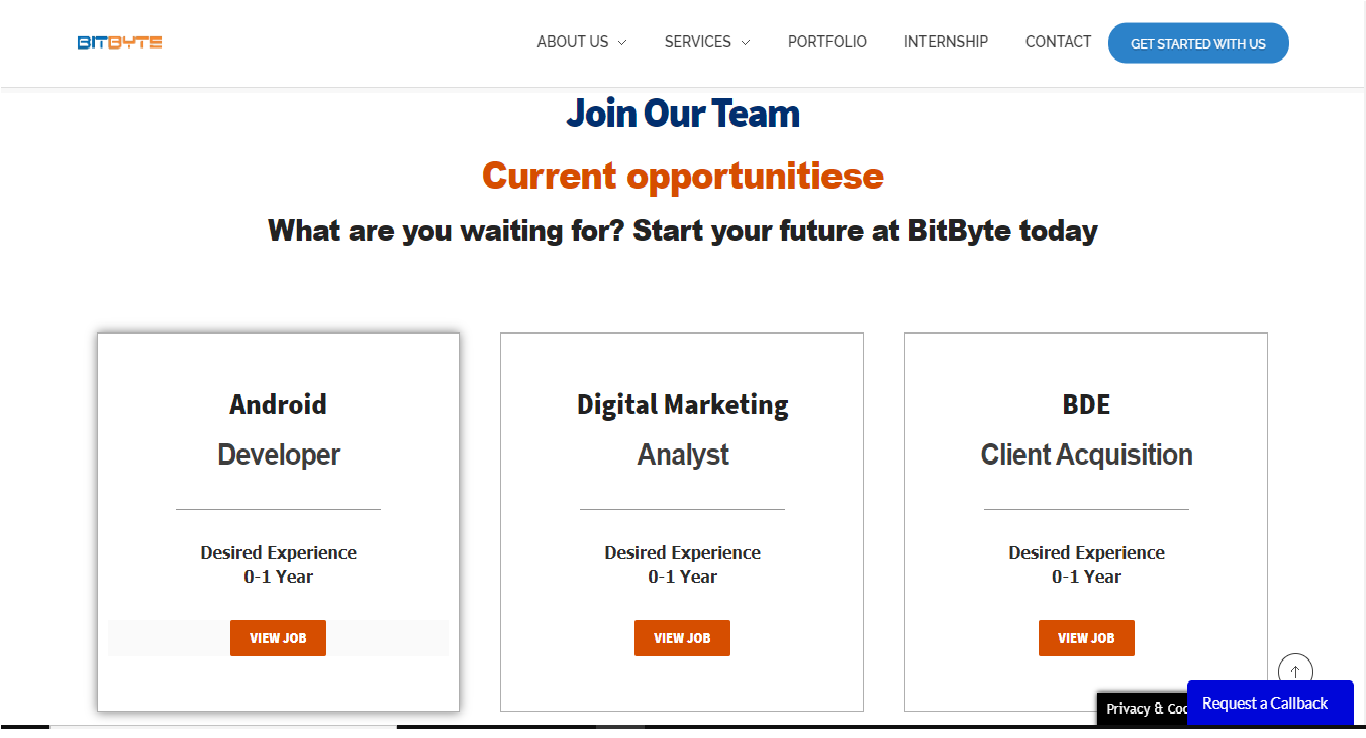 BITBYTE
ABOUT US
SERVICES
PORTFOLIO
INTERNSHIP
CONTACT
GET STARTED WITH US
Join Our Team
Current opportunitiese
What are you waiting for? Start your future at BitByte today
Android
Developer
Desired Experience
0-1 Year
VIEW JOB
Digital Marketing
Analyst
Desired Experience
0-1 Year
VIEW JOB
BDE
Client Acquisition
Desired Experience
0-1 Year
VIEW JOB
Privacy &
Request a Callback